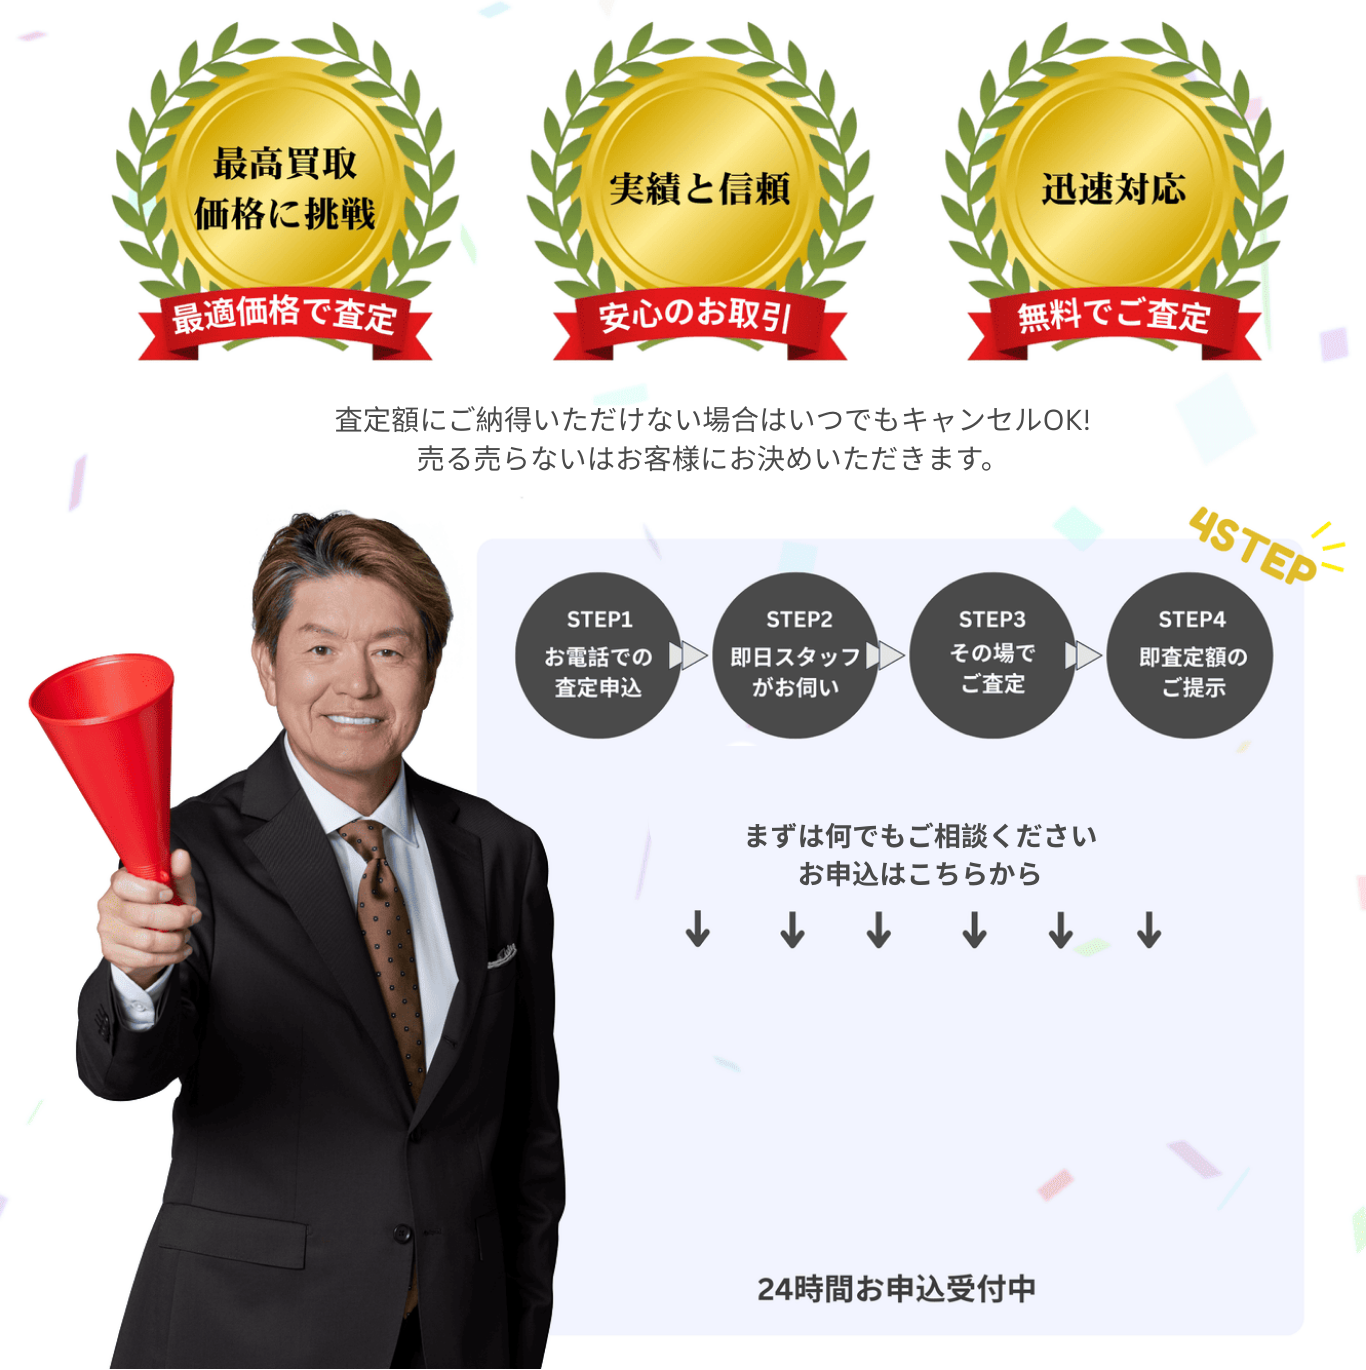 最高買取
価格に挑戦
最適価格で査定
実績と信頼
安心のお取引
迅速対応
無料でご査定
査定額にご納得いただけない場合はいつでもキャンセルOK!
売る売らないはお客様にお決めいただきます。
4STEP
STEP1
お電話での
査定申込
STEP2
即日スタッフ
がお伺い
STEP3
その場で
ご査定
STEP4
即査定額の
ご提示
まずは何でもご相談ください
お申込はこちらから
24時間お申込受付中